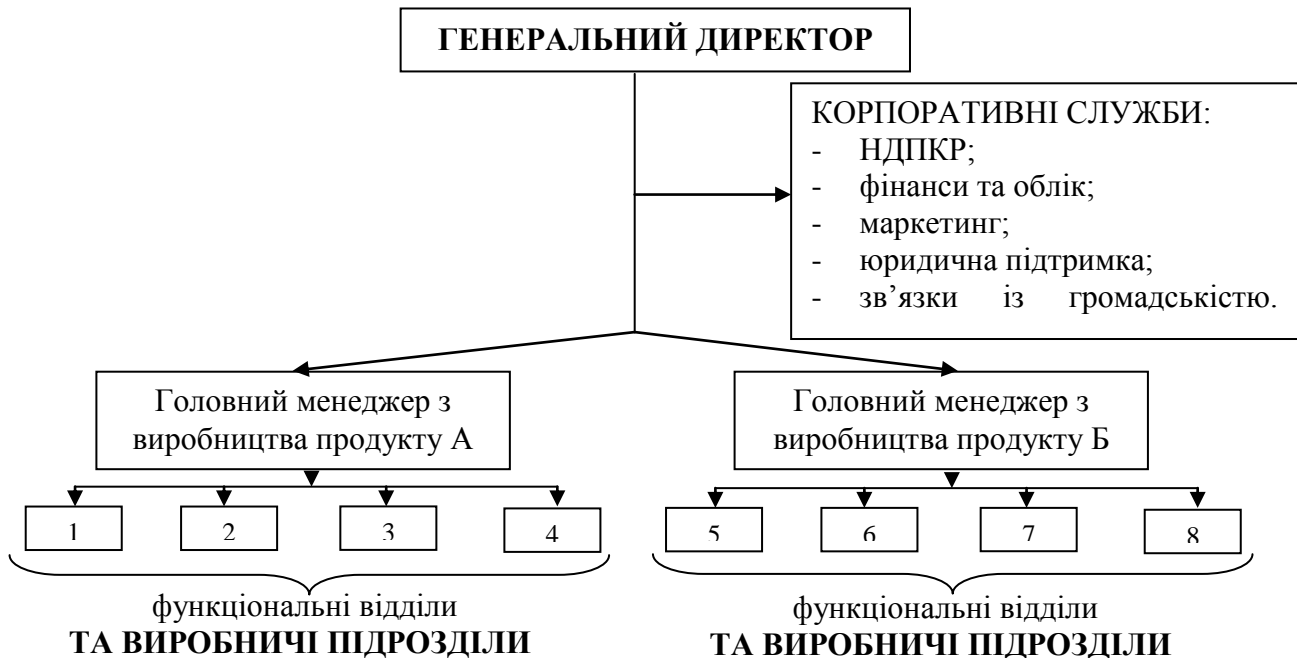 ГЕНЕРАЛЬНИЙ ДИРЕКТОР
КОРПОРАТИВНІ СЛУЖБИ:
- НДПКР;
- фінанси та облік;
- маркетинг;
- юридична підтримка;
- зв’язки із громадськістю.
Головний менеджер з
виробництва продукту А
Головний менеджер з
виробництва продукту Б
1 2 3 4
5 6 7 8
функціональні відділи
ТА ВИРОБНИЧІ ПІДРОЗДІЛИ
функціональні відділи
ТА ВИРОБНИЧІ ПІДРОЗДІЛИ